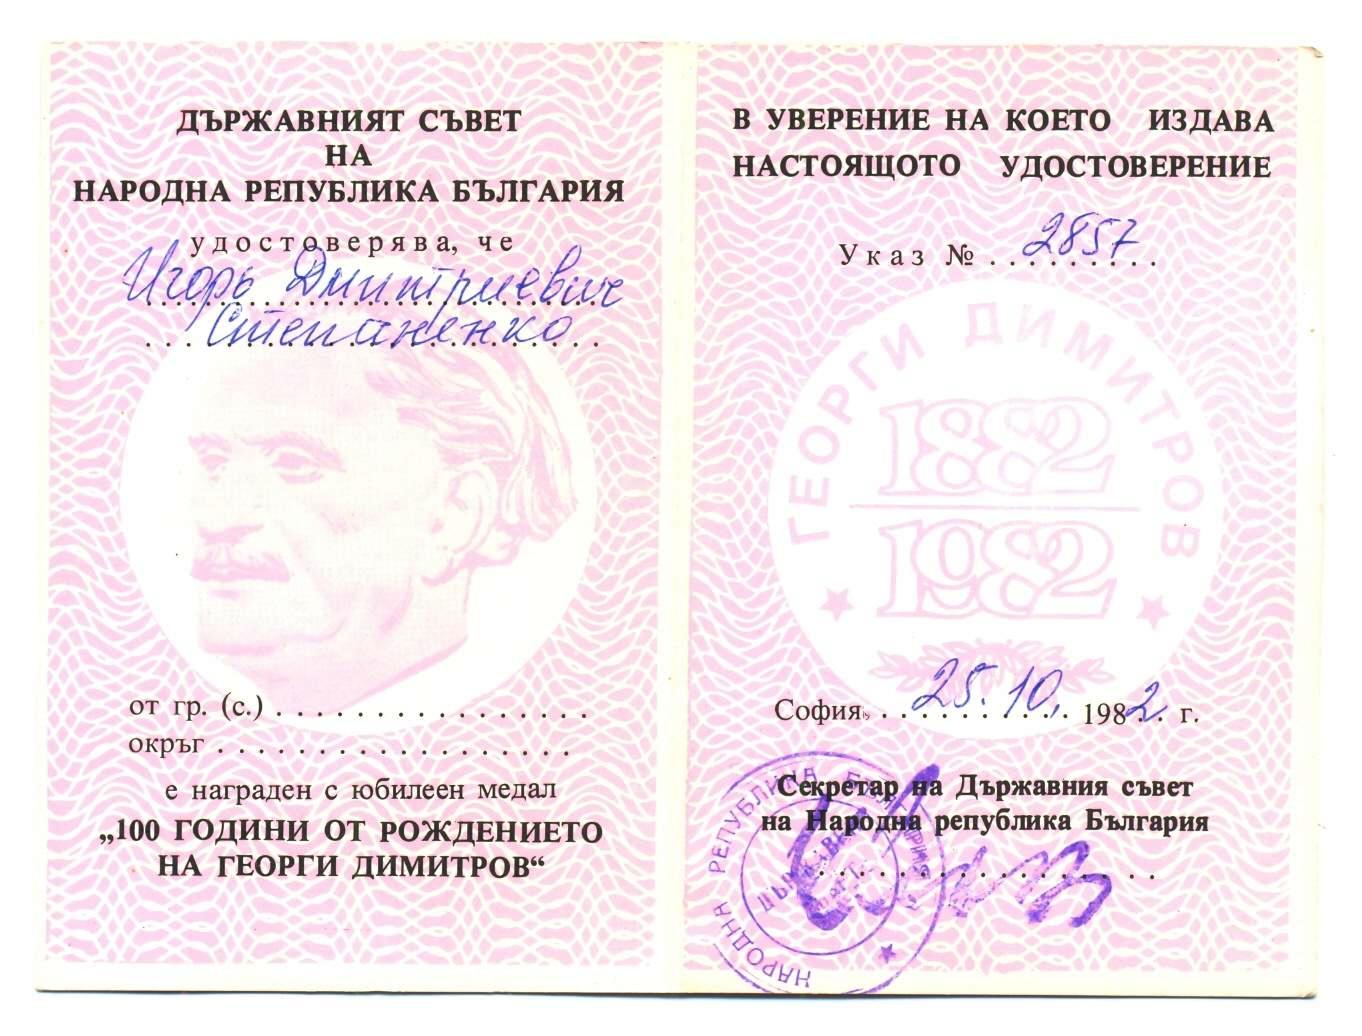 ДЪРЖАВНИЯТ СЪВЕТ
НА
НАРОДНА РЕПУБЛИКА БЪЛГАРИЯ
удостоверява, че
Игорь Дмитриевич
Степаненко
от гр. (с.) . . . . . . . . . . . . . . . .
окръг . . . . . . . . . . . . . . . . . .
е награден с юбилеен медал
„100 ГОДИНИ ОТ РОЖДЕНИЕТО
НА ГЕОРГИ ДИМИТРОВ“
В УВЕРЕНИЕ НА КОЕТО ИЗДАВА
НАСТОЯЩОТО УДОСТОВЕРЕНИЕ
Указ № 2857
ГЕОРГИ ДИМИТРОВ
1882
1982
София, 25.10. 1982 г.
Секретар на Държавния съвет
на Народна република България
НАРОДНА РЕПУБЛИКА БЪЛГАРИЯ